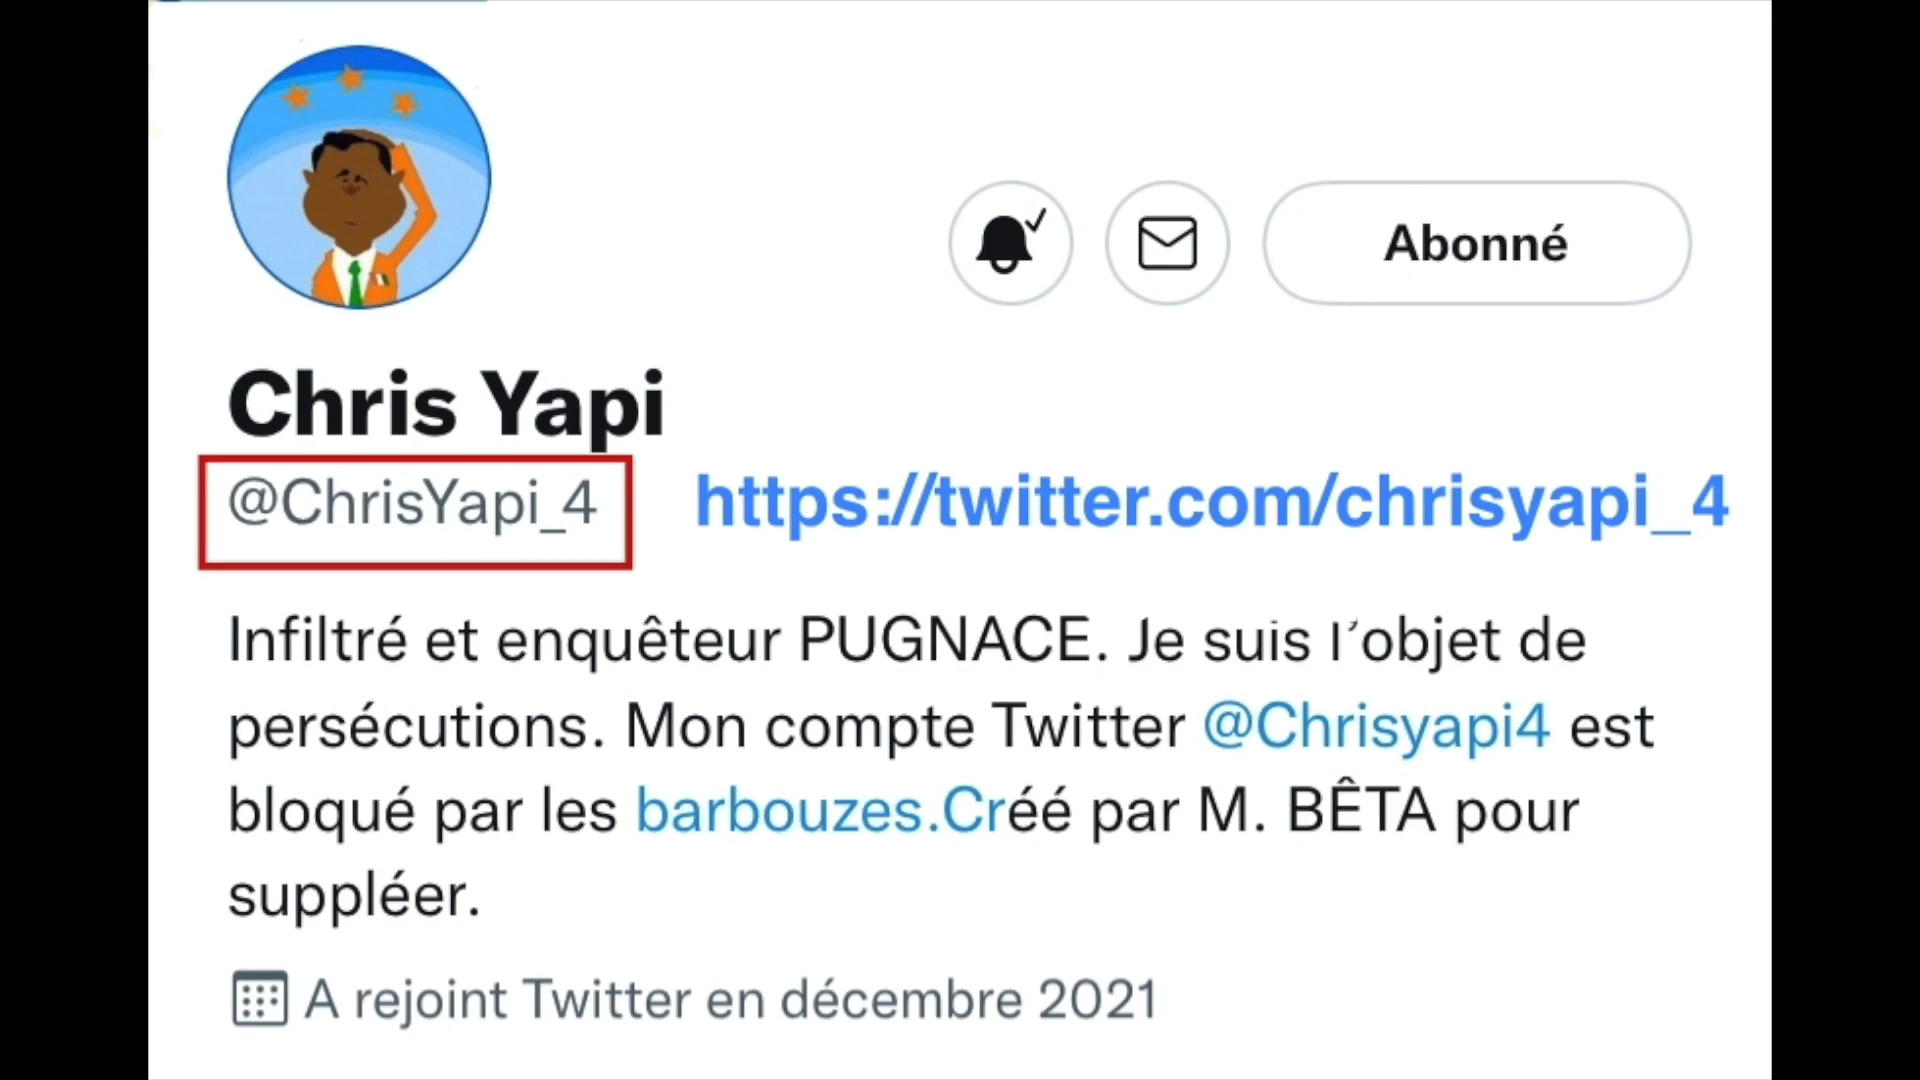 Abonné
Chris Yapi
@ChrisYapi_4
https://twitter.com/chrisyapi_4
Infiltré et enquêteur PUGNACE. Je suis l´objet de
persécutions. Mon compte Twitter @Chrisyapi4 est
bloqué par les barbouzes.Créé par M. BÊTA pour
suppléer.
A rejoint Twitter en décembre 2021